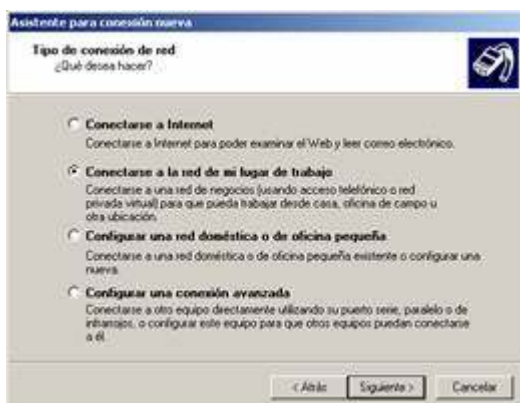 Asistente para conexión nueva
Tipo de conexión de red
¿Qué desea hacer?
Conectarse a Internet
Conectarse a Internet para poder examinar el Web y leer correo electrónico.
Conectarse a la red de mi lugar de trabajo
Conectarse a una red de negocios (usando acceso telefónico o red
privada virtual) para que pueda trabajar desde casa, oficina de campo u
otra ubicación.
Configurar una red doméstica o de oficina pequeña
Conectarse a una red doméstica o de oficina pequeña existente o configurar una
nueva.
Configurar una conexión avanzada
Conectarse a otro equipo directamente utilizando su puerto serie, paralelo o de
infrarrojos, o configurar este equipo para que otros equipos puedan conectarse
a él.
< Atrás
Siguiente >
Cancelar